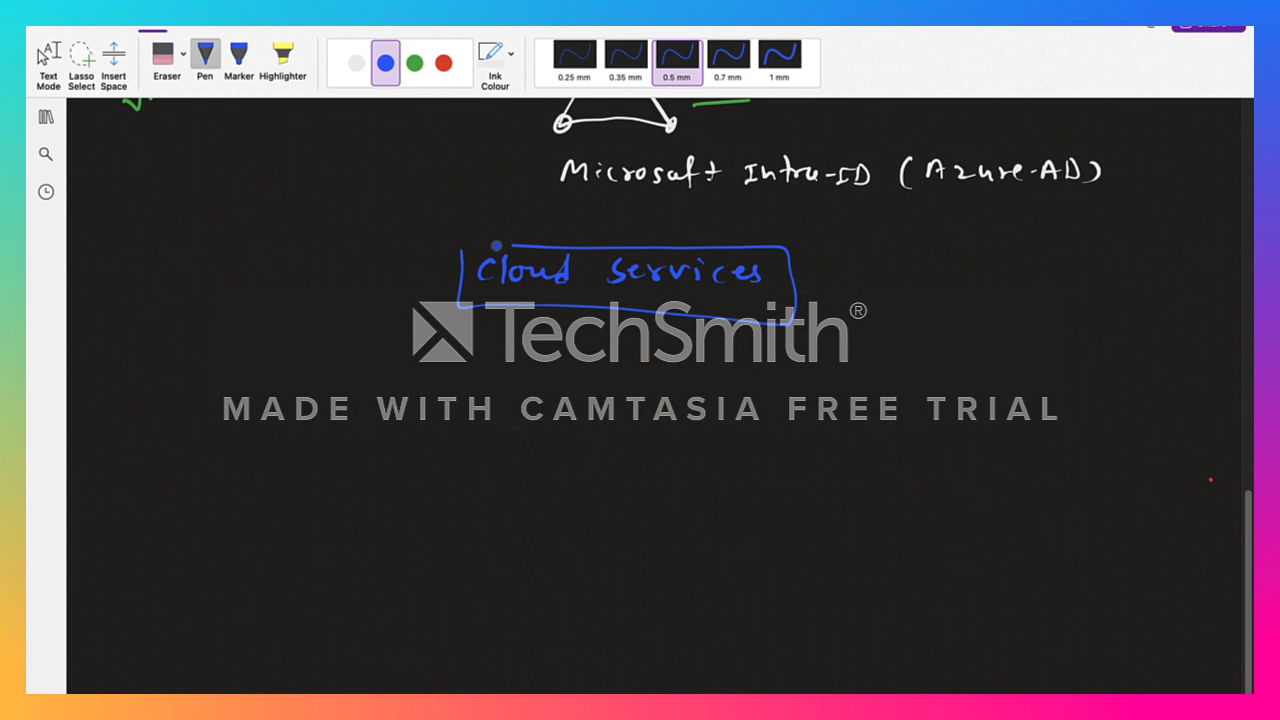 Text Mode
Lasso Select
Insert Space
Eraser
Pen
Marker
Highlighter
Ink Colour
0.25 mm
0.35 mm
0.5 mm
0.7 mm
1 mm
Microsoft Intra-ID (Azure-AD)
Cloud Services
TechSmith®
MADE WITH CAMTASIA FREE TRIAL